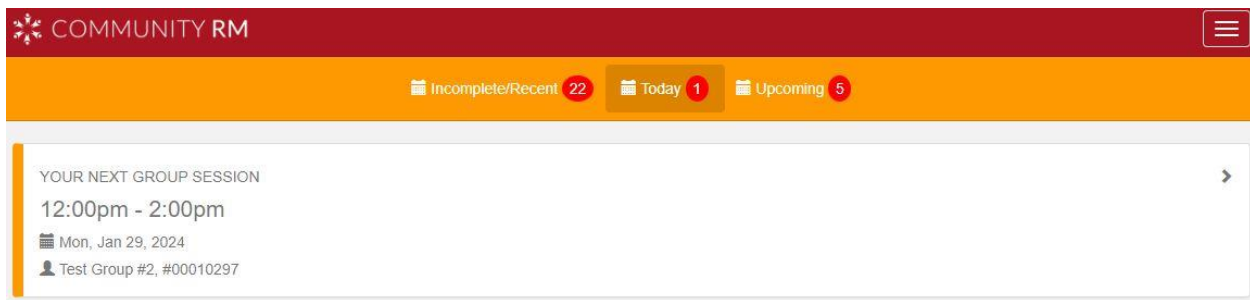 COMMUNITY RM
Incomplete/Recent 22 Today 1 Upcoming 5
YOUR NEXT GROUP SESSION
12:00pm - 2:00pm
Mon, Jan 29, 2024
Test Group #2, #00010297